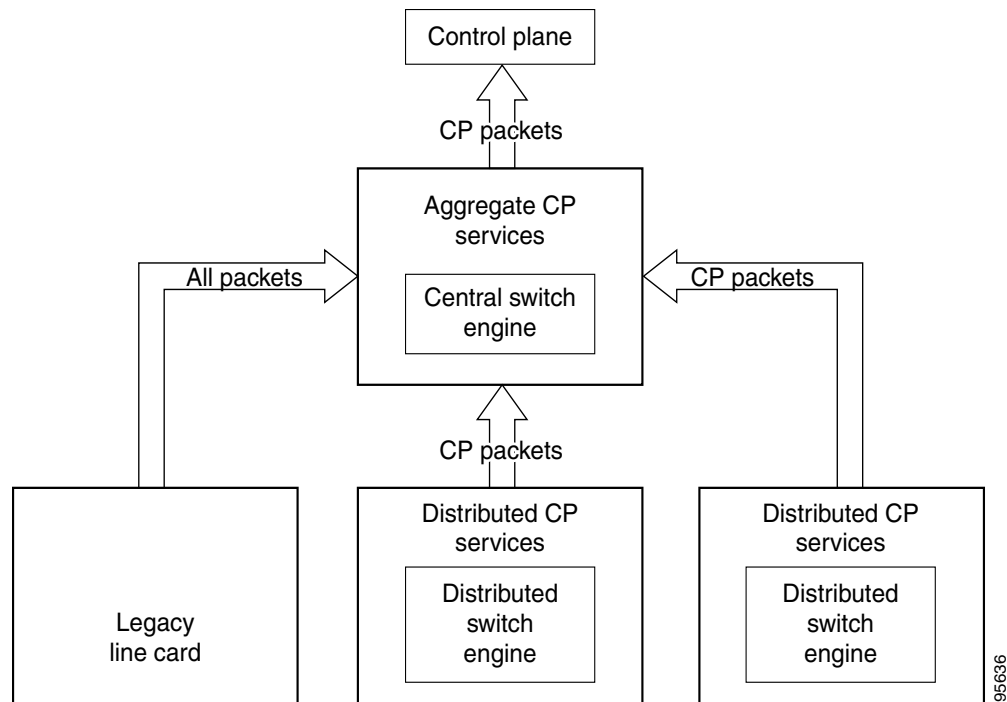 Control plane
CP packets
Aggregate CP
services
All packets
CP packets
Central switch
engine
CP packets
Legacy
line card
Distributed CP
services
Distributed
switch
engine
Distributed CP
services
Distributed
switch
engine
95636